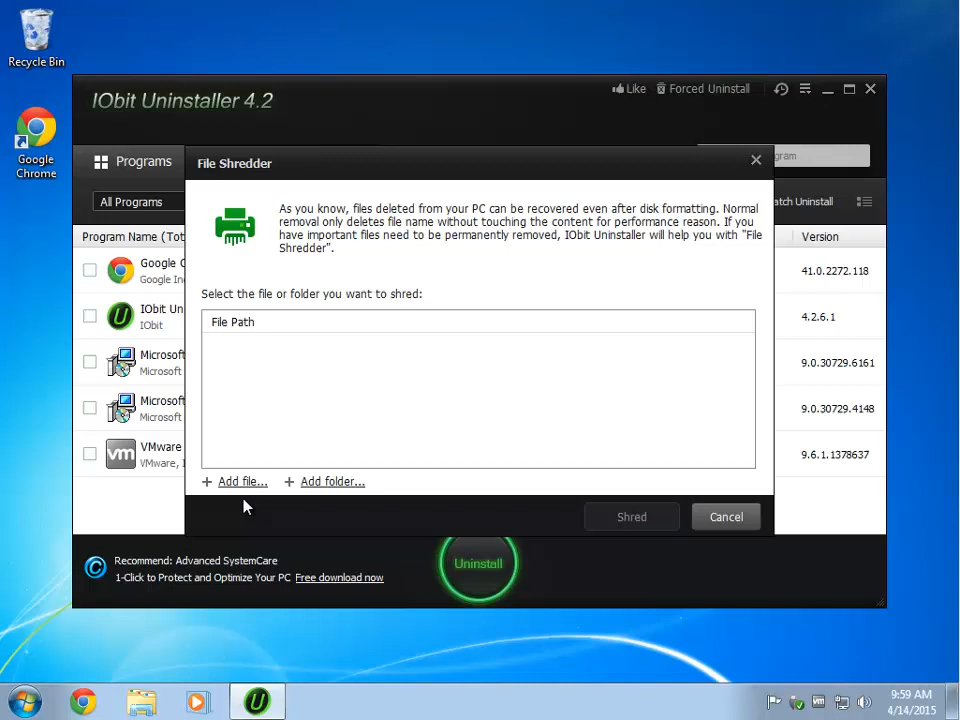 Recycle Bin
Google
Chrome
IObit Uninstaller 4.2
Like
Forced Uninstall
Programs
gram
All Programs
atch Uninstall
Program Name (Tot
Version
Google C
Google Inc
41.0.2272.118
IObit Un
IObit
4.2.6.1
Microsoft
Microsoft
9.0.30729.6161
Microsoft
Microsoft
9.0.30729.4148
vm
VMware
VMware, I
9.6.1.1378637
File Shredder
As you know, files deleted from your PC can be recovered even after disk formatting. Normal
removal only deletes file name without touching the content for performance reason. If you
have important files need to be permanently removed, IObit Uninstaller will help you with "File
Shredder".
Select the file or folder you want to shred:
File Path
+ Add file...
+ Add folder...
Shred
Cancel
Recommend: Advanced SystemCare
1-Click to Protect and Optimize Your PC Free download now
Uninstall
vm
9:59 AM
4/14/2015